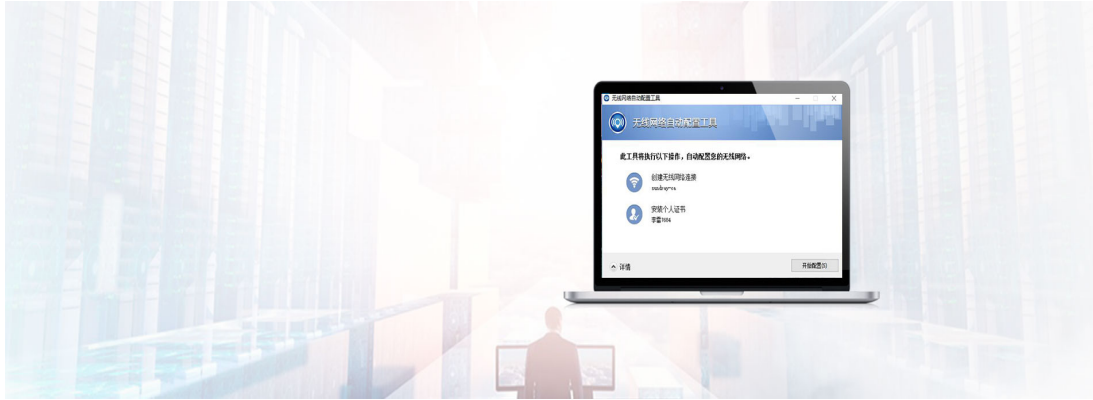 无线网络自动配置工具
无线网络自动配置工具
此工具将执行以下操作，自动配置您的无线网络。
创建无线网络连接
安装个人证书
详情
开始配置(S)